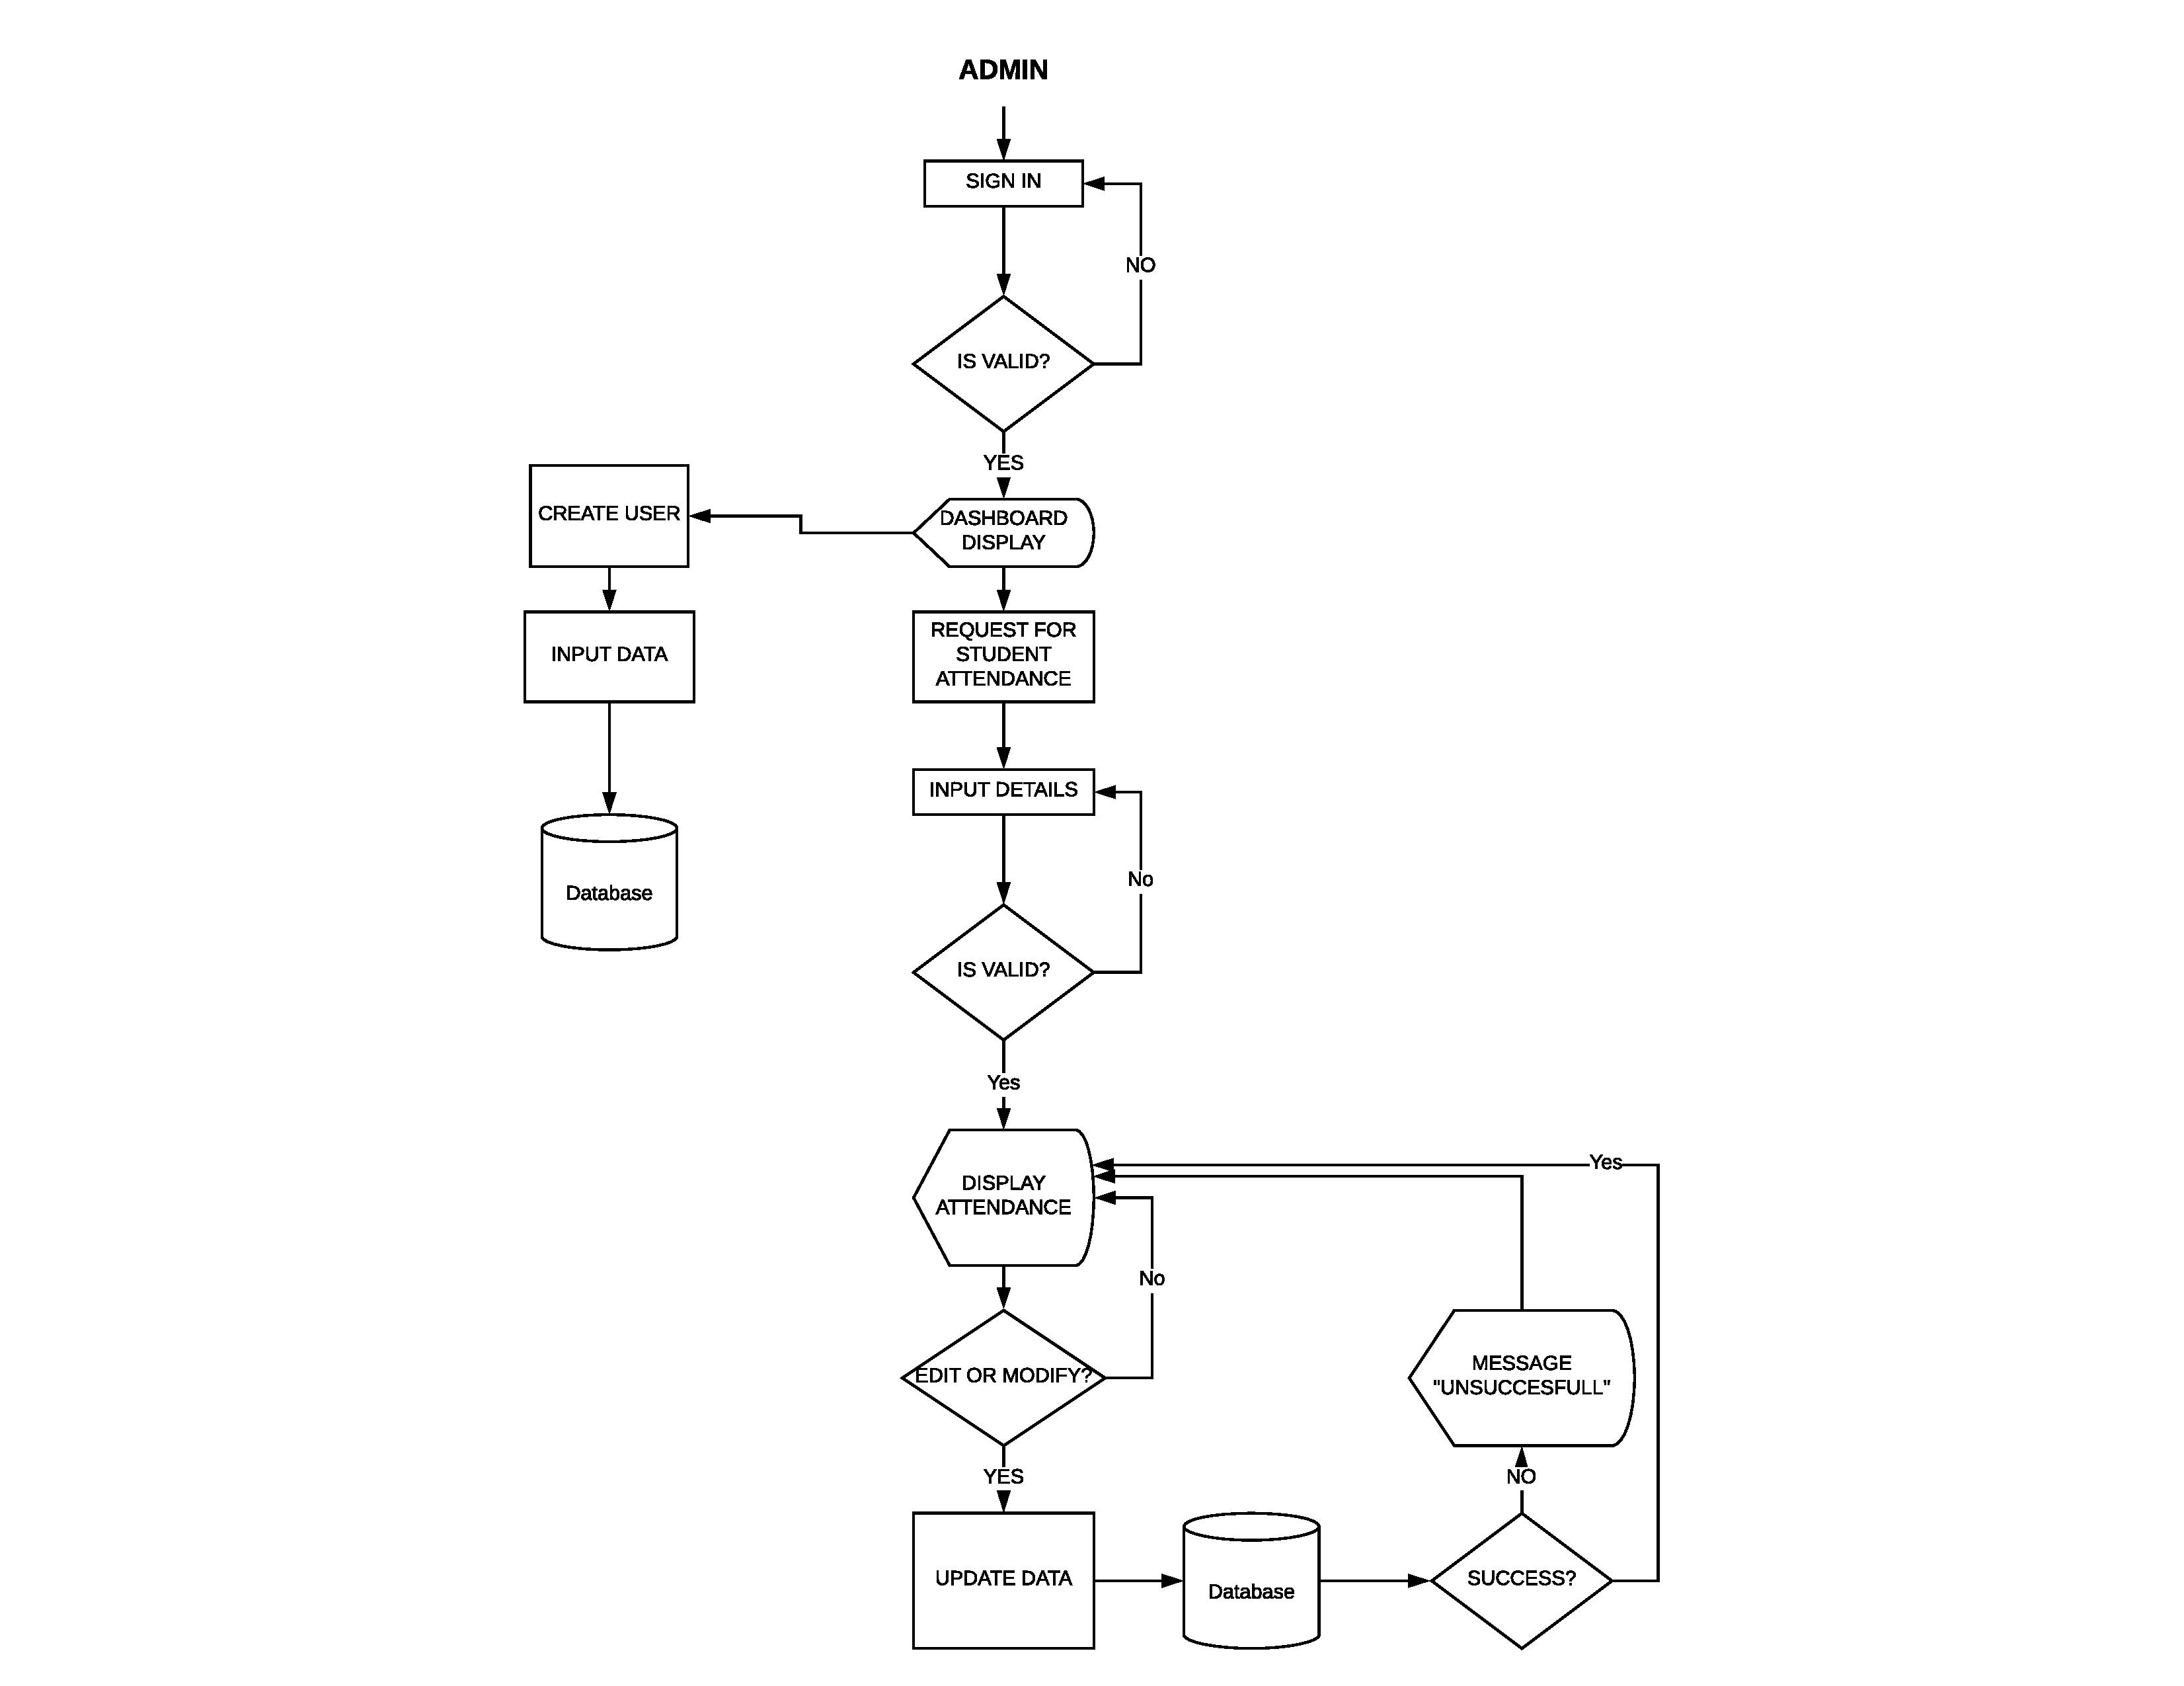 ADMIN
SIGN IN
NO
IS VALID?
YES
CREATE USER
DASHBOARD
DISPLAY
INPUT DATA
REQUEST FOR
STUDENT
ATTENDANCE
INPUT DETAILS
No
Database
IS VALID?
Yes
DISPLAY
ATTENDANCE
Yes
No
EDIT OR MODIFY?
MESSAGE
"UNSUCCESFULL"
YES
NO
UPDATE DATA
Database
SUCCESS?